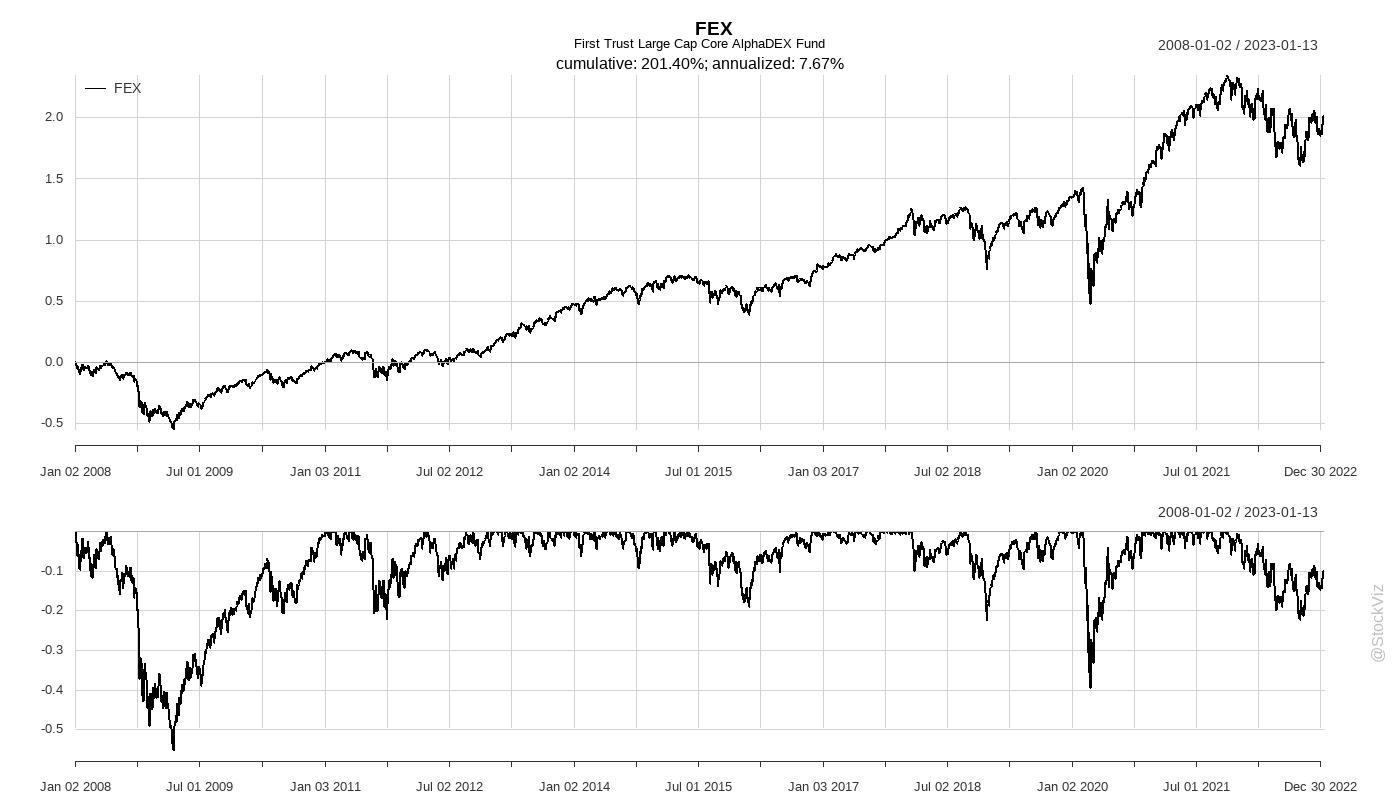 FEX
First Trust Large Cap Core AlphaDEX Fund
cumulative: 201.40%; annualized: 7.67%
2008-01-02 / 2023-01-13
FEX
2.0
1.5
1.0
0.5
0.0
-0.5
Jan 02 2008 Jul 01 2009 Jan 03 2011 Jul 02 2012 Jan 02 2014 Jul 01 2015 Jan 03 2017 Jul 02 2018 Jan 02 2020 Jul 01 2021 Dec 30 2022
2008-01-02 / 2023-01-13
-0.1
-0.2
-0.3
-0.4
-0.5
Jan 02 2008 Jul 01 2009 Jan 03 2011 Jul 02 2012 Jan 02 2014 Jul 01 2015 Jan 03 2017 Jul 02 2018 Jan 02 2020 Jul 01 2021 Dec 30 2022
@StockViz